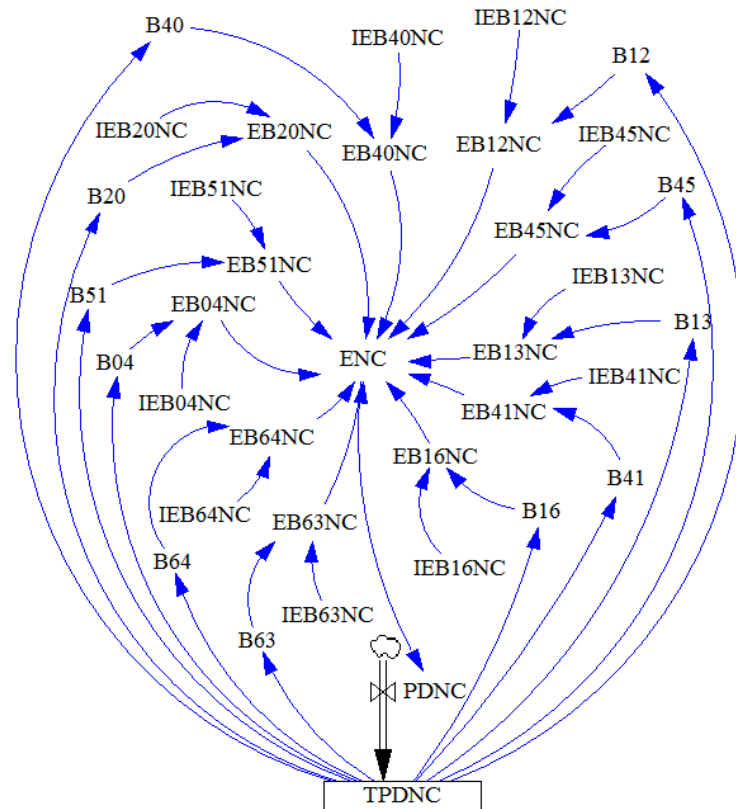 B40
IEB40NC
IEB12NC
B12
IEB20NC
EB20NC
EB40NC
EB12NC
IEB45NC
B20
IEB51NC
B45
EB45NC
EB51NC
IEB13NC
B51
EB04NC
B13
B04
ENC
EB13NC
IEB41NC
IEB04NC
EB41NC
EB64NC
EB16NC
B41
IEB64NC
EB63NC
B16
B64
IEB16NC
IEB63NC
B63
PDNC
TPDNC